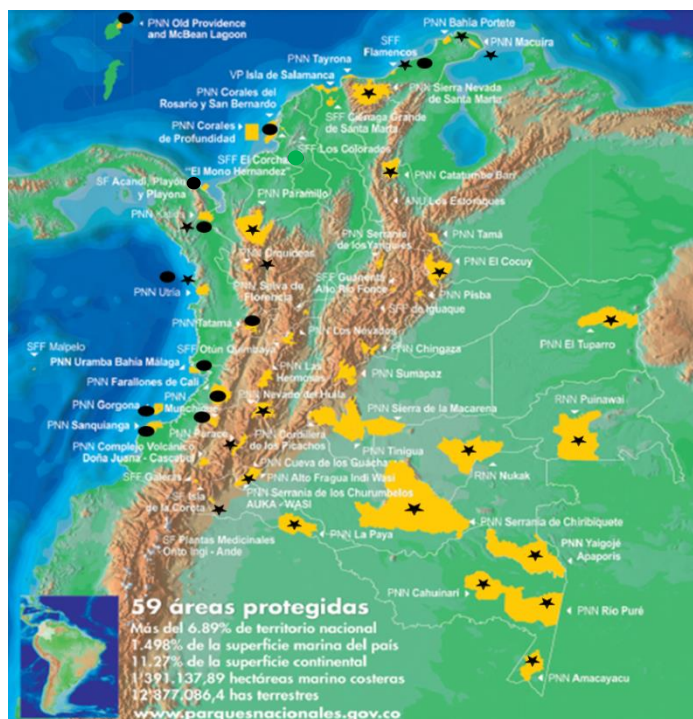 PNN Old Providence
and McBean Lagoon
PNN Bahía Portete
PNN Macuira
SFF
Flamencos
PNN Tayrona
VP Isla de Salamanca
PNN Sierra Nevada
de Santa Marta
PNN Corales del
Rosario y San Bernardo
SFF Ciénaga Grande
de Santa Marta
PNN Corales
de Profundidad
SFF Los Colorados
SFF El Corcha
"El Mono Hernandez"
PNN Catatumbo Bari
SF Acandí, Playón
y Playona
PNN Paramillo
ANU Los Estoraques
PNN Katíos
PNN Serranía
de los Yariguíes
PNN Tamá
PNN Orquídeas
PNN El Cocuy
PNN Selva de
Florencia
SFF Guanentá
Alto Río Fonce
PNN Pisba
PNN Utría
SFF de Iguaque
PNN Tatamá
PNN Los Nevados
PNN El Tuparro
SFF Malpelo
SFF Otún Quimbaya
PNN Chingaza
PNN Uramba Bahía Málaga
PNN Las
Hermosas
PNN Sumapaz
PNN Farallones de Cali
RNN Puinawai
PNN Gorgona
PNN
Munchique
PNN Nevado del Huila
PNN Sierra de la Macarena
PNN Sanquianga
PNN Puracé
PNN Cordillera
de los Picachos
PNN Tinigua
PNN Complejo Volcánico
Doña Juana - Cascabel
PNN Cueva de los Guácharos
RNN Nukak
SFF Galeras
PNN Alto Fragua Indi Wasi
PNN Serranía de los Churumbelos
AUKA - WASI
SF Isla
de la Corota
PNN Serranía de Chiribiquete
SF Plantas Medicinales
Orito Ingi - Ande
PNN La Paya
PNN Yaigojé
Apaporis
PNN Cahuinarí
PNN Río Puré
PNN Amacayacu
59 áreas protegidas
Más del 6.89% de territorio nacional
1.498% de la superficie marina del país
11.27% de la superficie continental
1'391.137,89 hectáreas marino costeras
12'877.086,4 has terrestres
www.parquesnacionales.gov.co